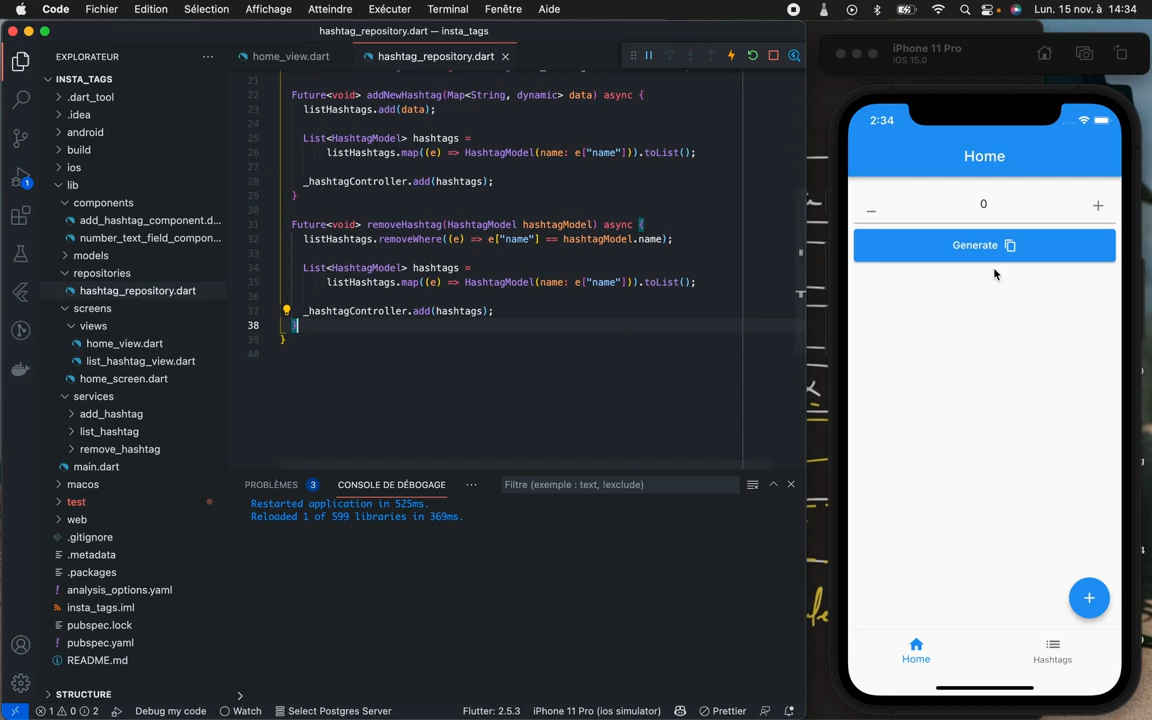 Code Fichier Edition Sélection Affichage Atteindre Exécuter Terminal Fenêtre Aide Lun. 15 nov. à 14:34
hashtag_repository.dart — insta_tags
EXPLORATEUR
home_view.dart hashtag_repository.dart
INSTA_TAGS
.dart_tool
.idea
android
build
ios
lib
components
add_hashtag_component.d...
number_text_field_compon...
models
repositories
hashtag_repository.dart
screens
views
home_view.dart
list_hashtag_view.dart
home_screen.dart
services
add_hashtag
list_hashtag
remove_hashtag
main.dart
macos
test
web
.gitignore
.metadata
.packages
analysis_options.yaml
insta_tags.iml
pubspec.lock
pubspec.yaml
README.md
STRUCTURE
1
21
22 Future<void> addNewHashtag(Map<String, dynamic> data) async {
23 listHashtags.add(data);
24
25 List<HashtagModel> hashtags =
26 listHashtags.map((e) => HashtagModel(name: e["name"])).toList();
27
28 _hashtagController.add(hashtags);
29 }
30
31 Future<void> removeHashtag(HashtagModel hashtagModel) async {
32 listHashtags.removeWhere((e) => e["name"] == hashtagModel.name);
33
34 List<HashtagModel> hashtags =
35 listHashtags.map((e) => HashtagModel(name: e["name"])).toList();
36
37 _hashtagController.add(hashtags);
38 }
39 }
40
PROBLÈMES 3 CONSOLE DE DÉBOGAGE Filtre (exemple : text, !exclude)
Restarted application in 525ms.
Reloaded 1 of 599 libraries in 369ms.
1 0 2 Debug my code Watch Select Postgres Server Flutter: 2.5.3 iPhone 11 Pro (ios simulator) Prettier
iPhone 11 Pro
iOS 15.0
2:34
Home
− 0 +
Generate
+
Home Hashtags